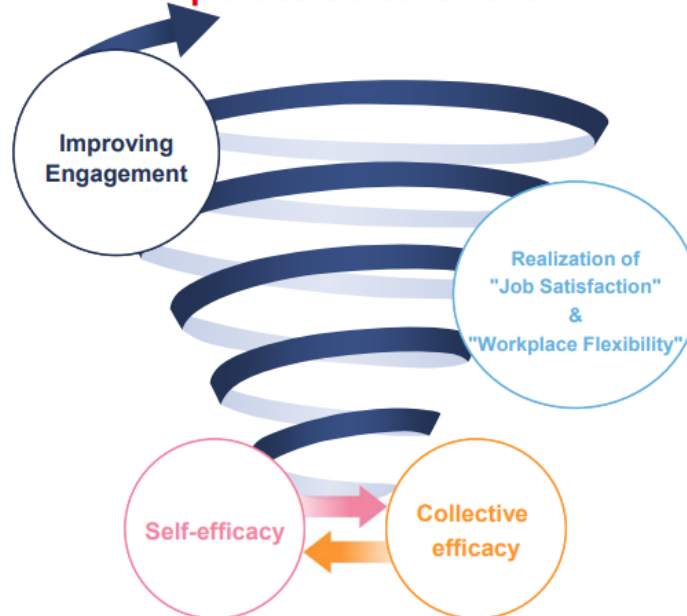 Improving
Engagement
Realization of
"Job Satisfaction"
&
"Workplace Flexibility"
Self-efficacy
Collective
efficacy